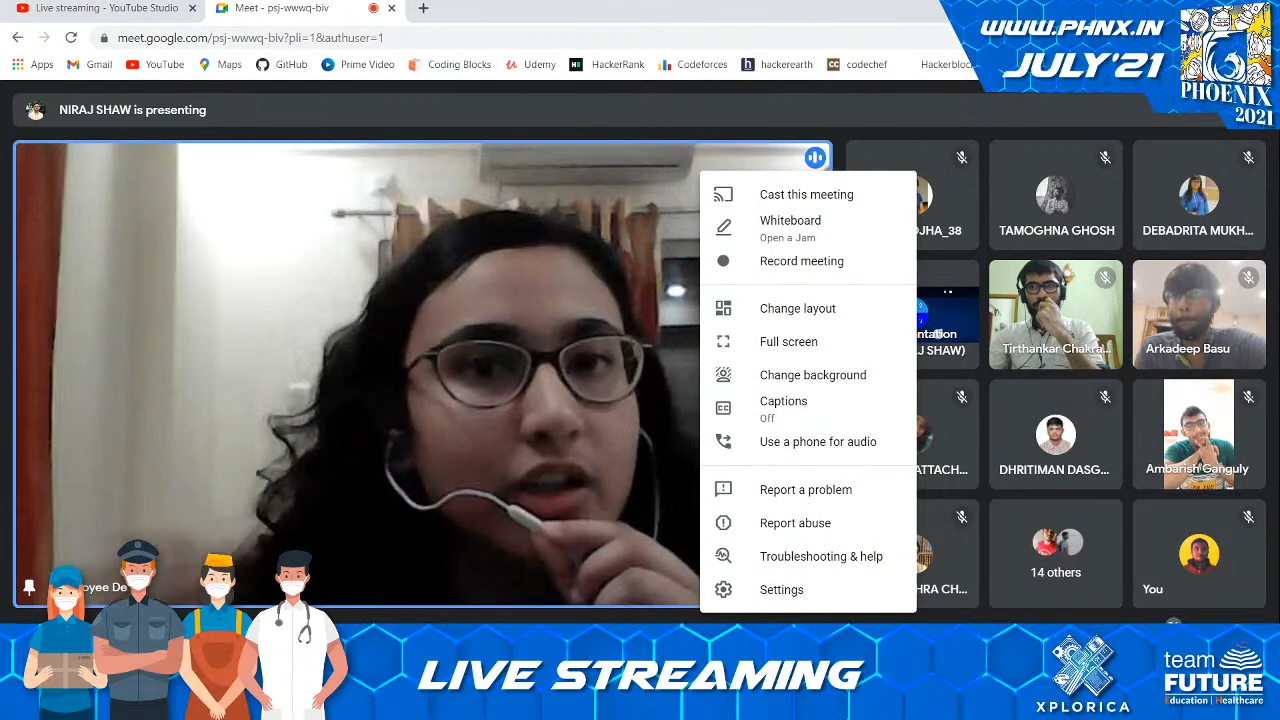 Live streaming - YouTube Studio
Meet - psj-wwwq-biv
meet.google.com/psj-wwwq-biv?pli=1&authuser=1
Apps
Gmail
YouTube
Maps
GitHub
Prime Video
Coding Blocks
Udemy
HackerRank
Codeforces
hackerearth
codechef
WWW.PHNX.IN
JULY'21
PHOENIX
2021
NIRAJ SHAW is presenting
Cast this meeting
Whiteboard
Open a Jam
Record meeting
Change layout
Full screen
Change background
Captions
Off
Use a phone for audio
Report a problem
Report abuse
Troubleshooting & help
Settings
TAMOGHNA GHOSH
DEBADRITA MUKH...
SHAW)
Tirthankar Chakra...
Arkadeep Basu
DHRITIMAN DASG...
Ambarish Ganguly
14 others
You
LIVE STREAMING
XPLORICA
team
FUTURE
Education | Healthcare